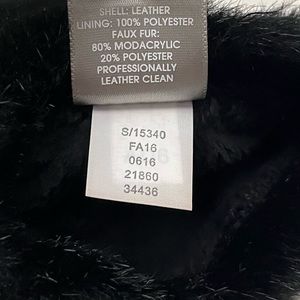 SHELL: LEATHER
LINING: 100% POLYESTER
FAUX FUR:
80% MODACRYLIC
20% POLYESTER
PROFESSIONALLY
LEATHER CLEAN
S/15340
FA16
0616
21860
34436